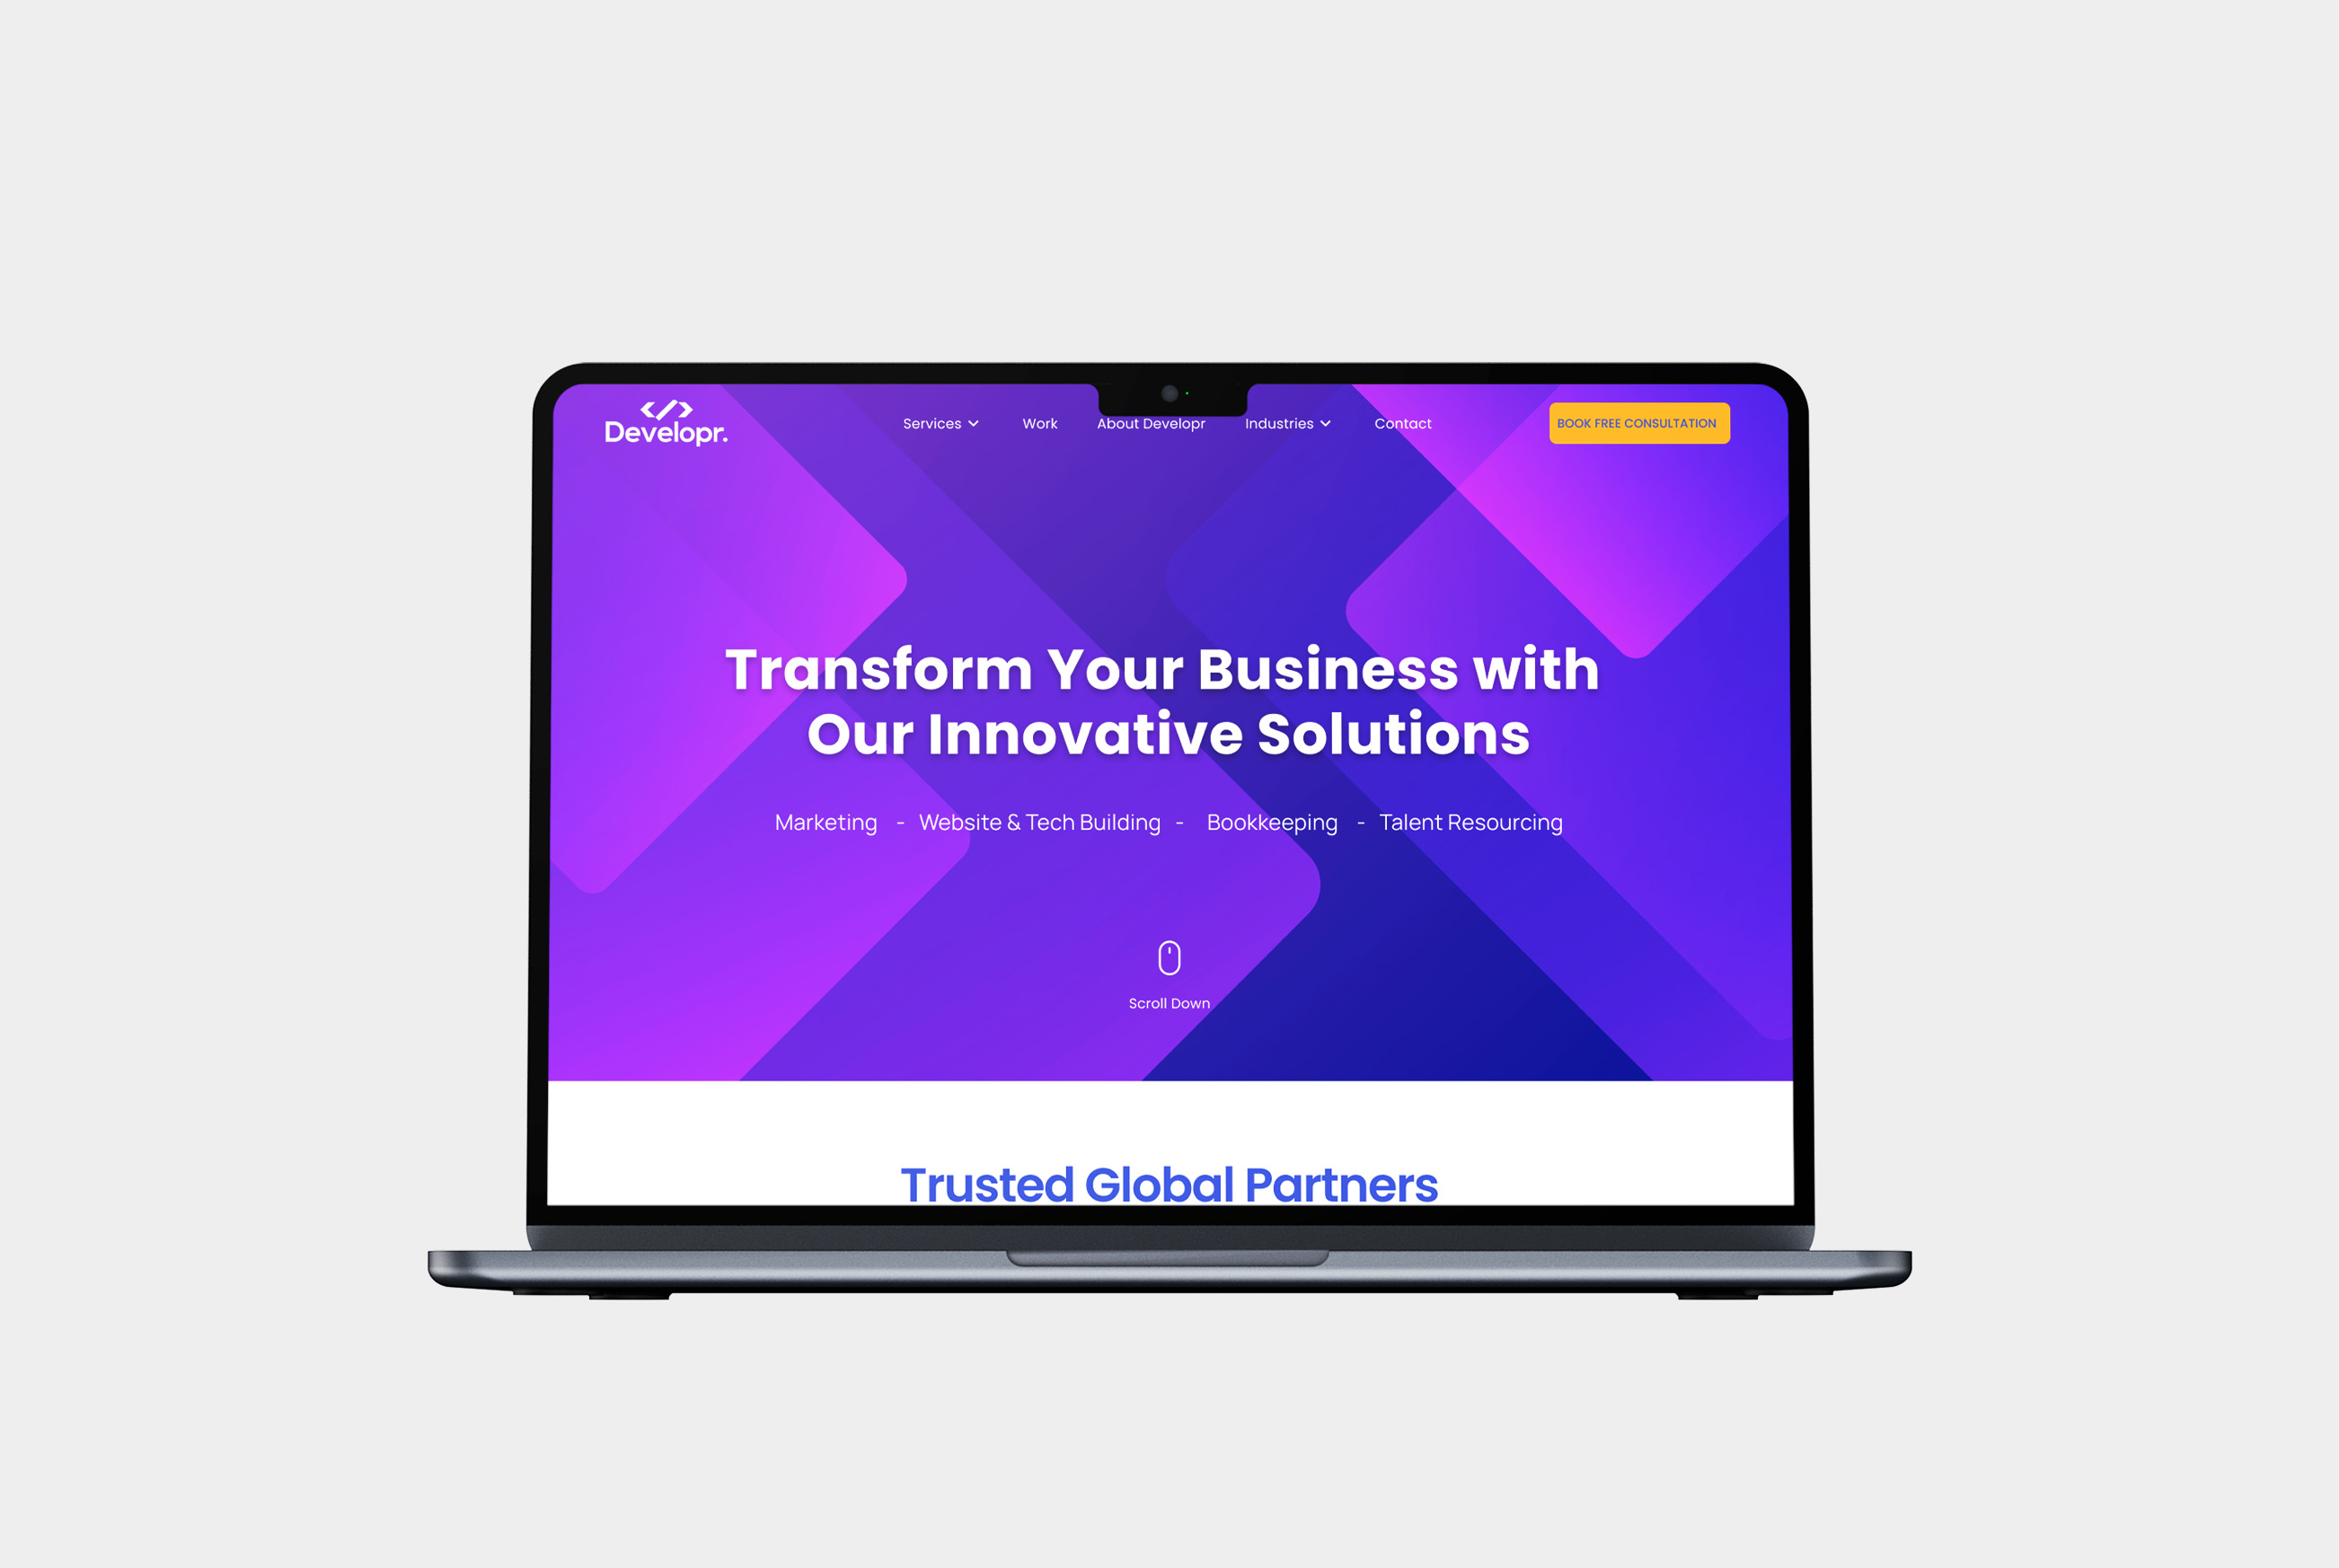 Developr.
Services Work About Developr Industries Contact BOOK FREE CONSULTATION
Transform Your Business with
Our Innovative Solutions
Marketing - Website & Tech Building - Bookkeeping - Talent Resourcing
Scroll Down
Trusted Global Partners